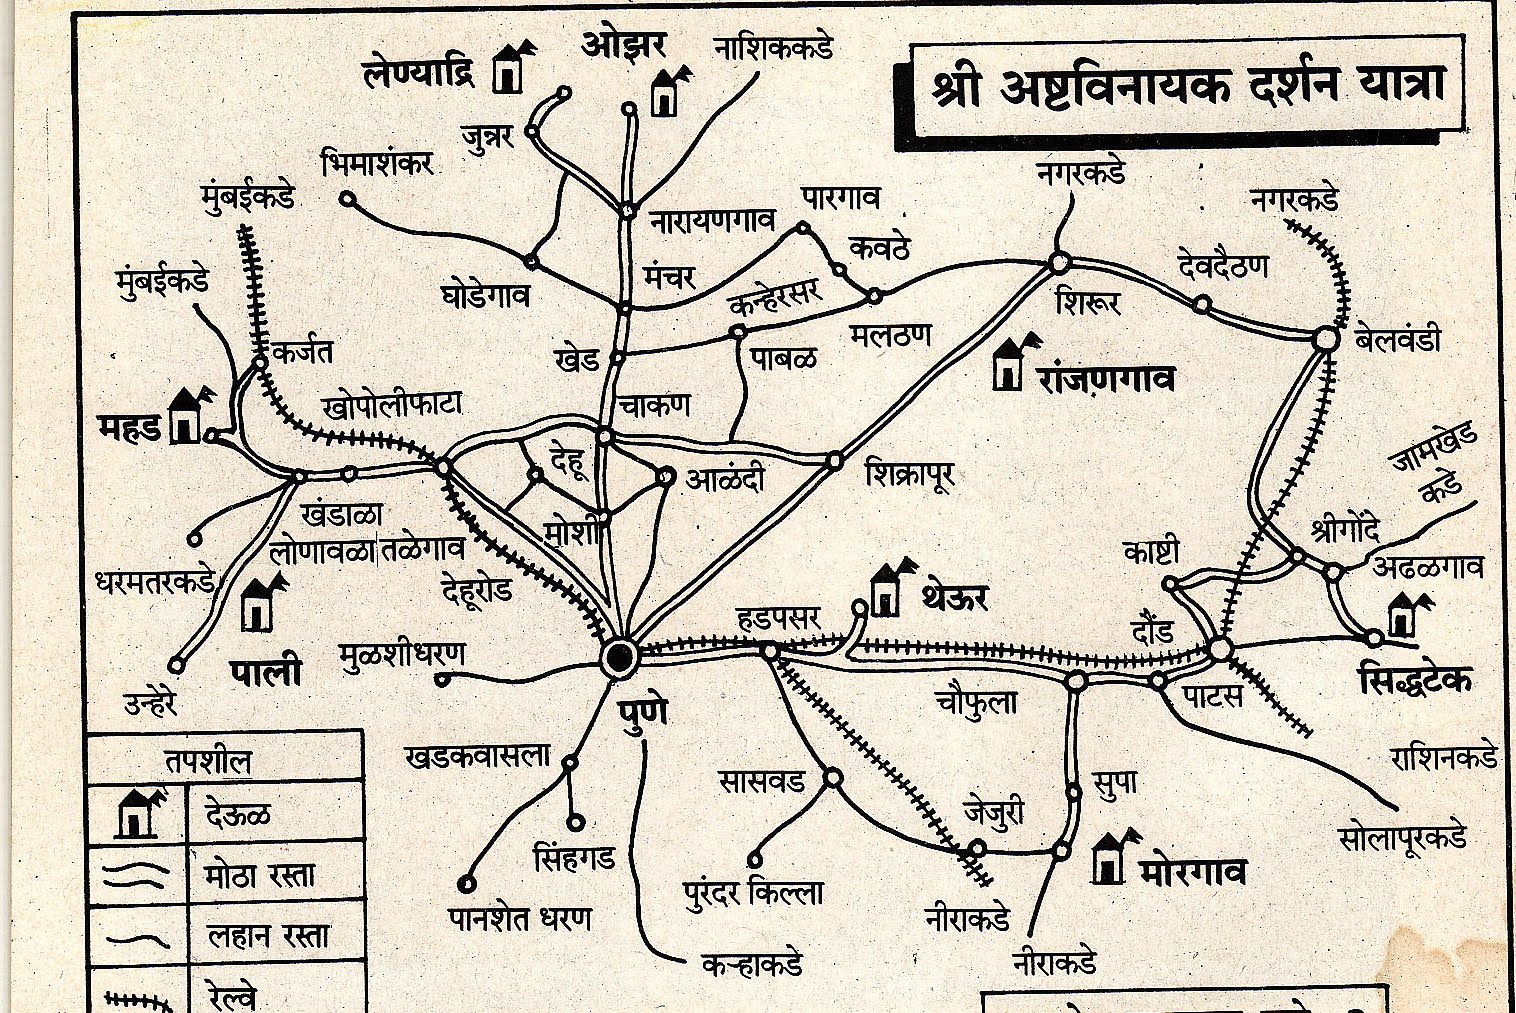 श्री अष्टविनायक दर्शन यात्रा
लेण्याद्रि
ओझर
नाशिककडे
जुन्नर
भिमाशंकर
मुंबईकडे
नारायणगाव
पारगाव
नगरकडे
नगरकडे
मुंबईकडे
घोडेगाव
मंचर
कवठे
कन्हेरसर
देवदैठण
शिरूर
मलठण
बेलवंडी
कर्जत
खेड
पाबळ
रांजणगाव
महड
खोपोलीफाटा
चाकण
देहू
आळंदी
शिक्रापूर
जामखेड
कडे
खंडाळा
मोशी
लोणावळा
तळेगाव
श्रीगोंदे
काष्टी
अढळगाव
धरमतरकडे
देहूरोड
थेऊर
हडपसर
दौंड
पाली
मुळशीधरण
सिद्धटेक
उन्हेरे
पुणे
चौफुला
पाटस
खडकवासला
सासवड
सुपा
राशिनकडे
जेजुरी
सोलापूरकडे
सिंहगड
मोरगाव
पुरंदर किल्ला
पानशेत धरण
नीराकडे
कऱ्हाकडे
नीराकडे
तपशील
देऊळ
मोठा रस्ता
लहान रस्ता
रेल्वे